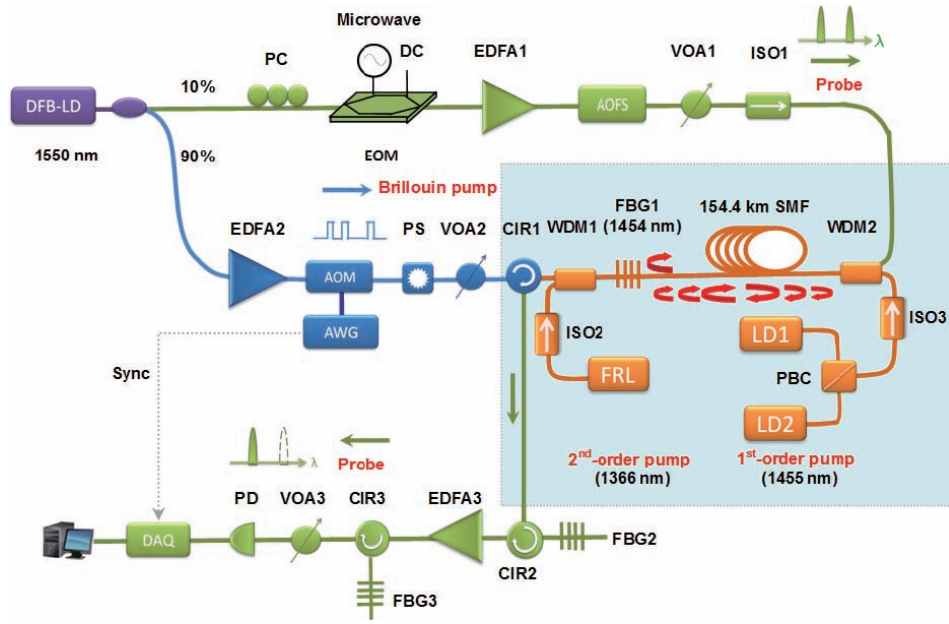 Microwave
DC
PC
EDFA1
VOA1
ISO1
λ
Probe
10%
DFB-LD
AOFS
1550 nm
90%
EOM
Brillouin pump
EDFA2
PS
VOA2
CIR1
WDM1
FBG1
(1454 nm)
154.4 km SMF
WDM2
AOM
AWG
ISO2
ISO3
LD1
FRL
PBC
LD2
Sync
2nd-order pump
(1366 nm)
1st-order pump
(1455 nm)
λ
Probe
PD
VOA3
CIR3
EDFA3
DAQ
CIR2
FBG2
FBG3